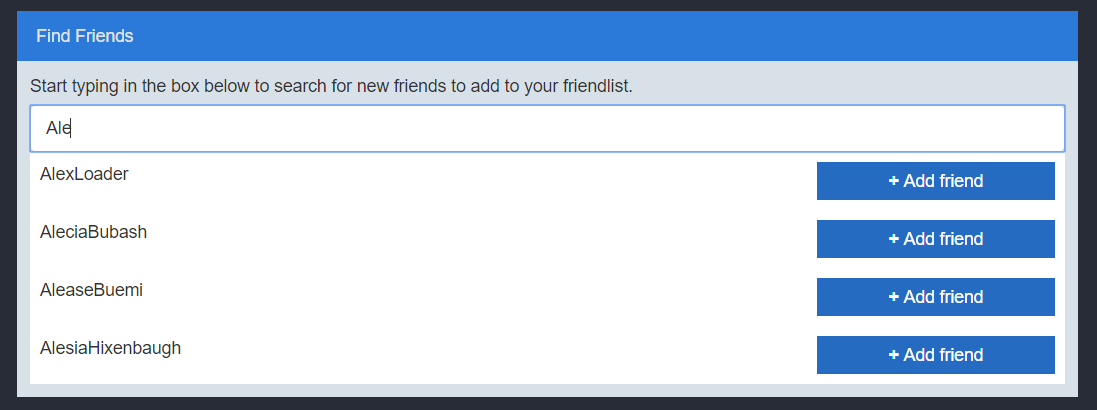 Find Friends
Start typing in the box below to search for new friends to add to your friendlist.
Ale
AlexLoader
+ Add friend
AleciaBubash
+ Add friend
AleaseBuemi
+ Add friend
AlesiaHixenbaugh
+ Add friend